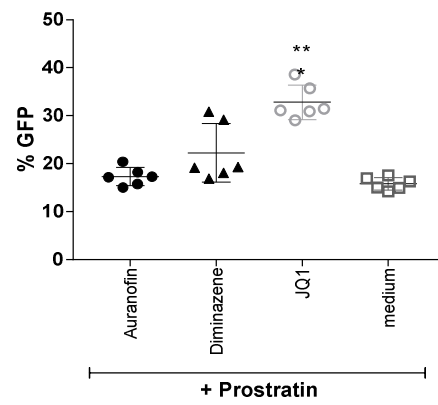 50
40
30
20
10
0
% GFP
**
*
Auranofin
Diminazene
JQ1
medium
+ Prostratin